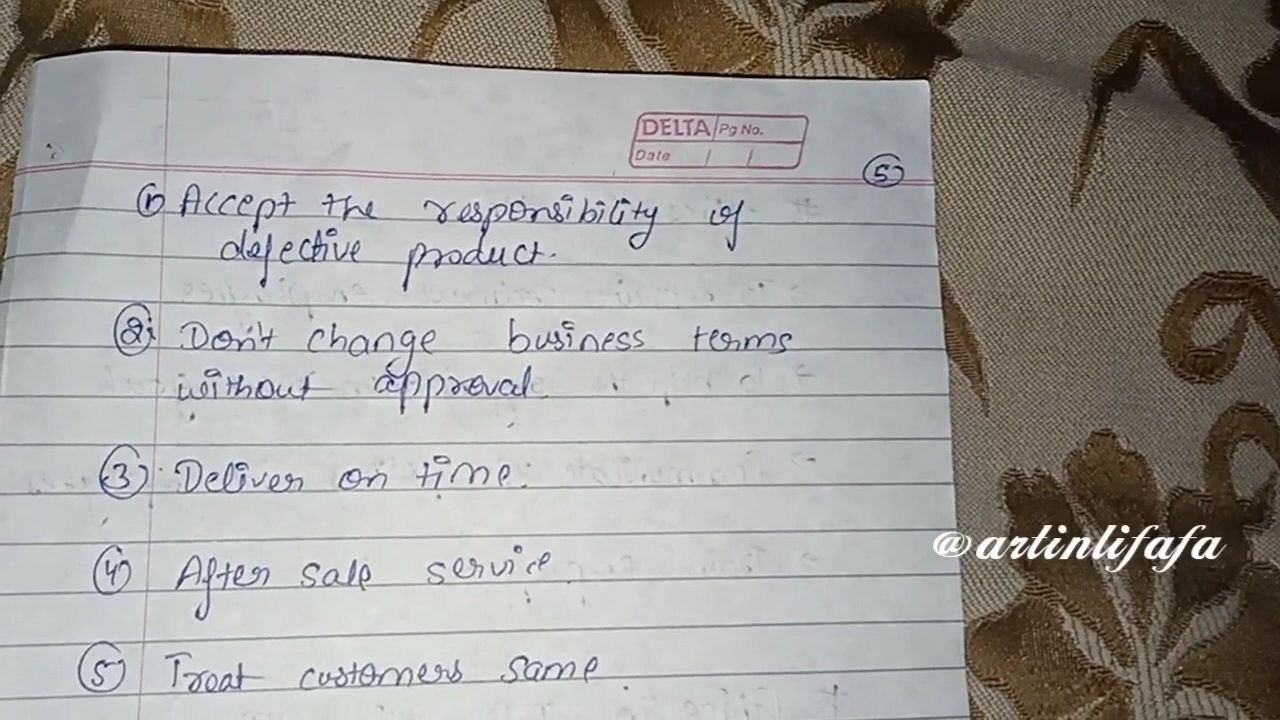 DELTA Pg No.
Date / /
5
1) Accept the responsibility of
defective product.
2) Don't change business terms
without approval
3) Deliver on time.
4) After sale service.
5) Treat customers same
@artinlifafa